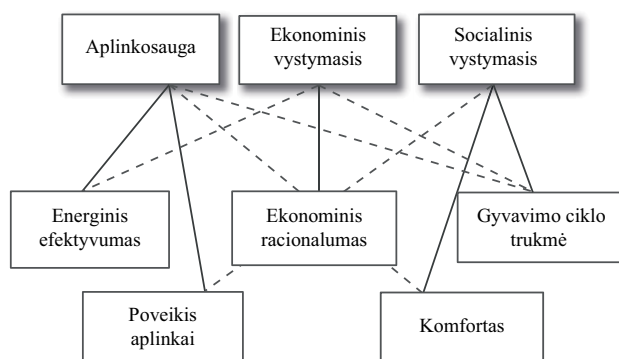 Aplinkosauga
Ekonominis
vystymasis
Socialinis
vystymasis
Energinis
efektyvumas
Ekonominis
racionalumas
Gyvavimo ciklo
trukmė
Poveikis
aplinkai
Komfortas